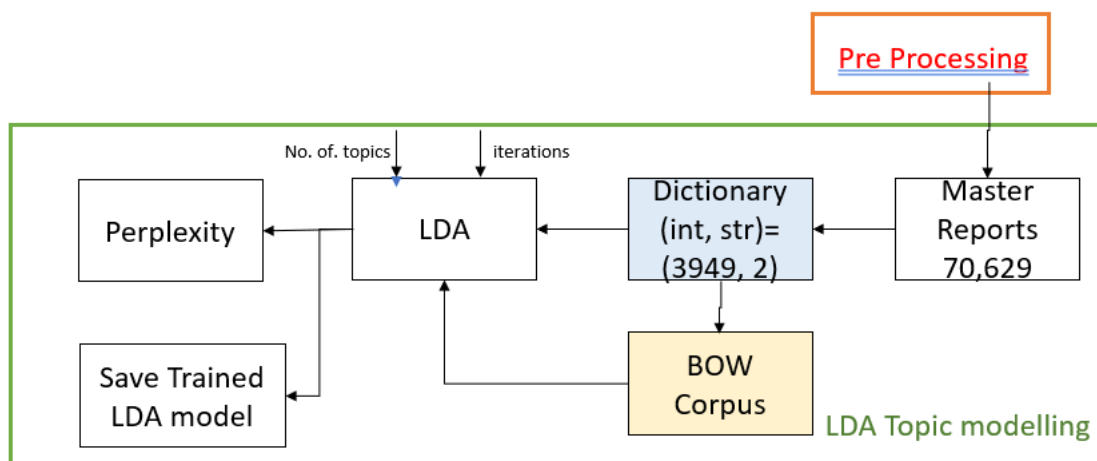 Pre Processing
No. of. topics
iterations
Perplexity
LDA
Dictionary
(int, str)=
(3949, 2)
Master
Reports
70,629
Save Trained
LDA model
BOW
Corpus
LDA Topic modelling